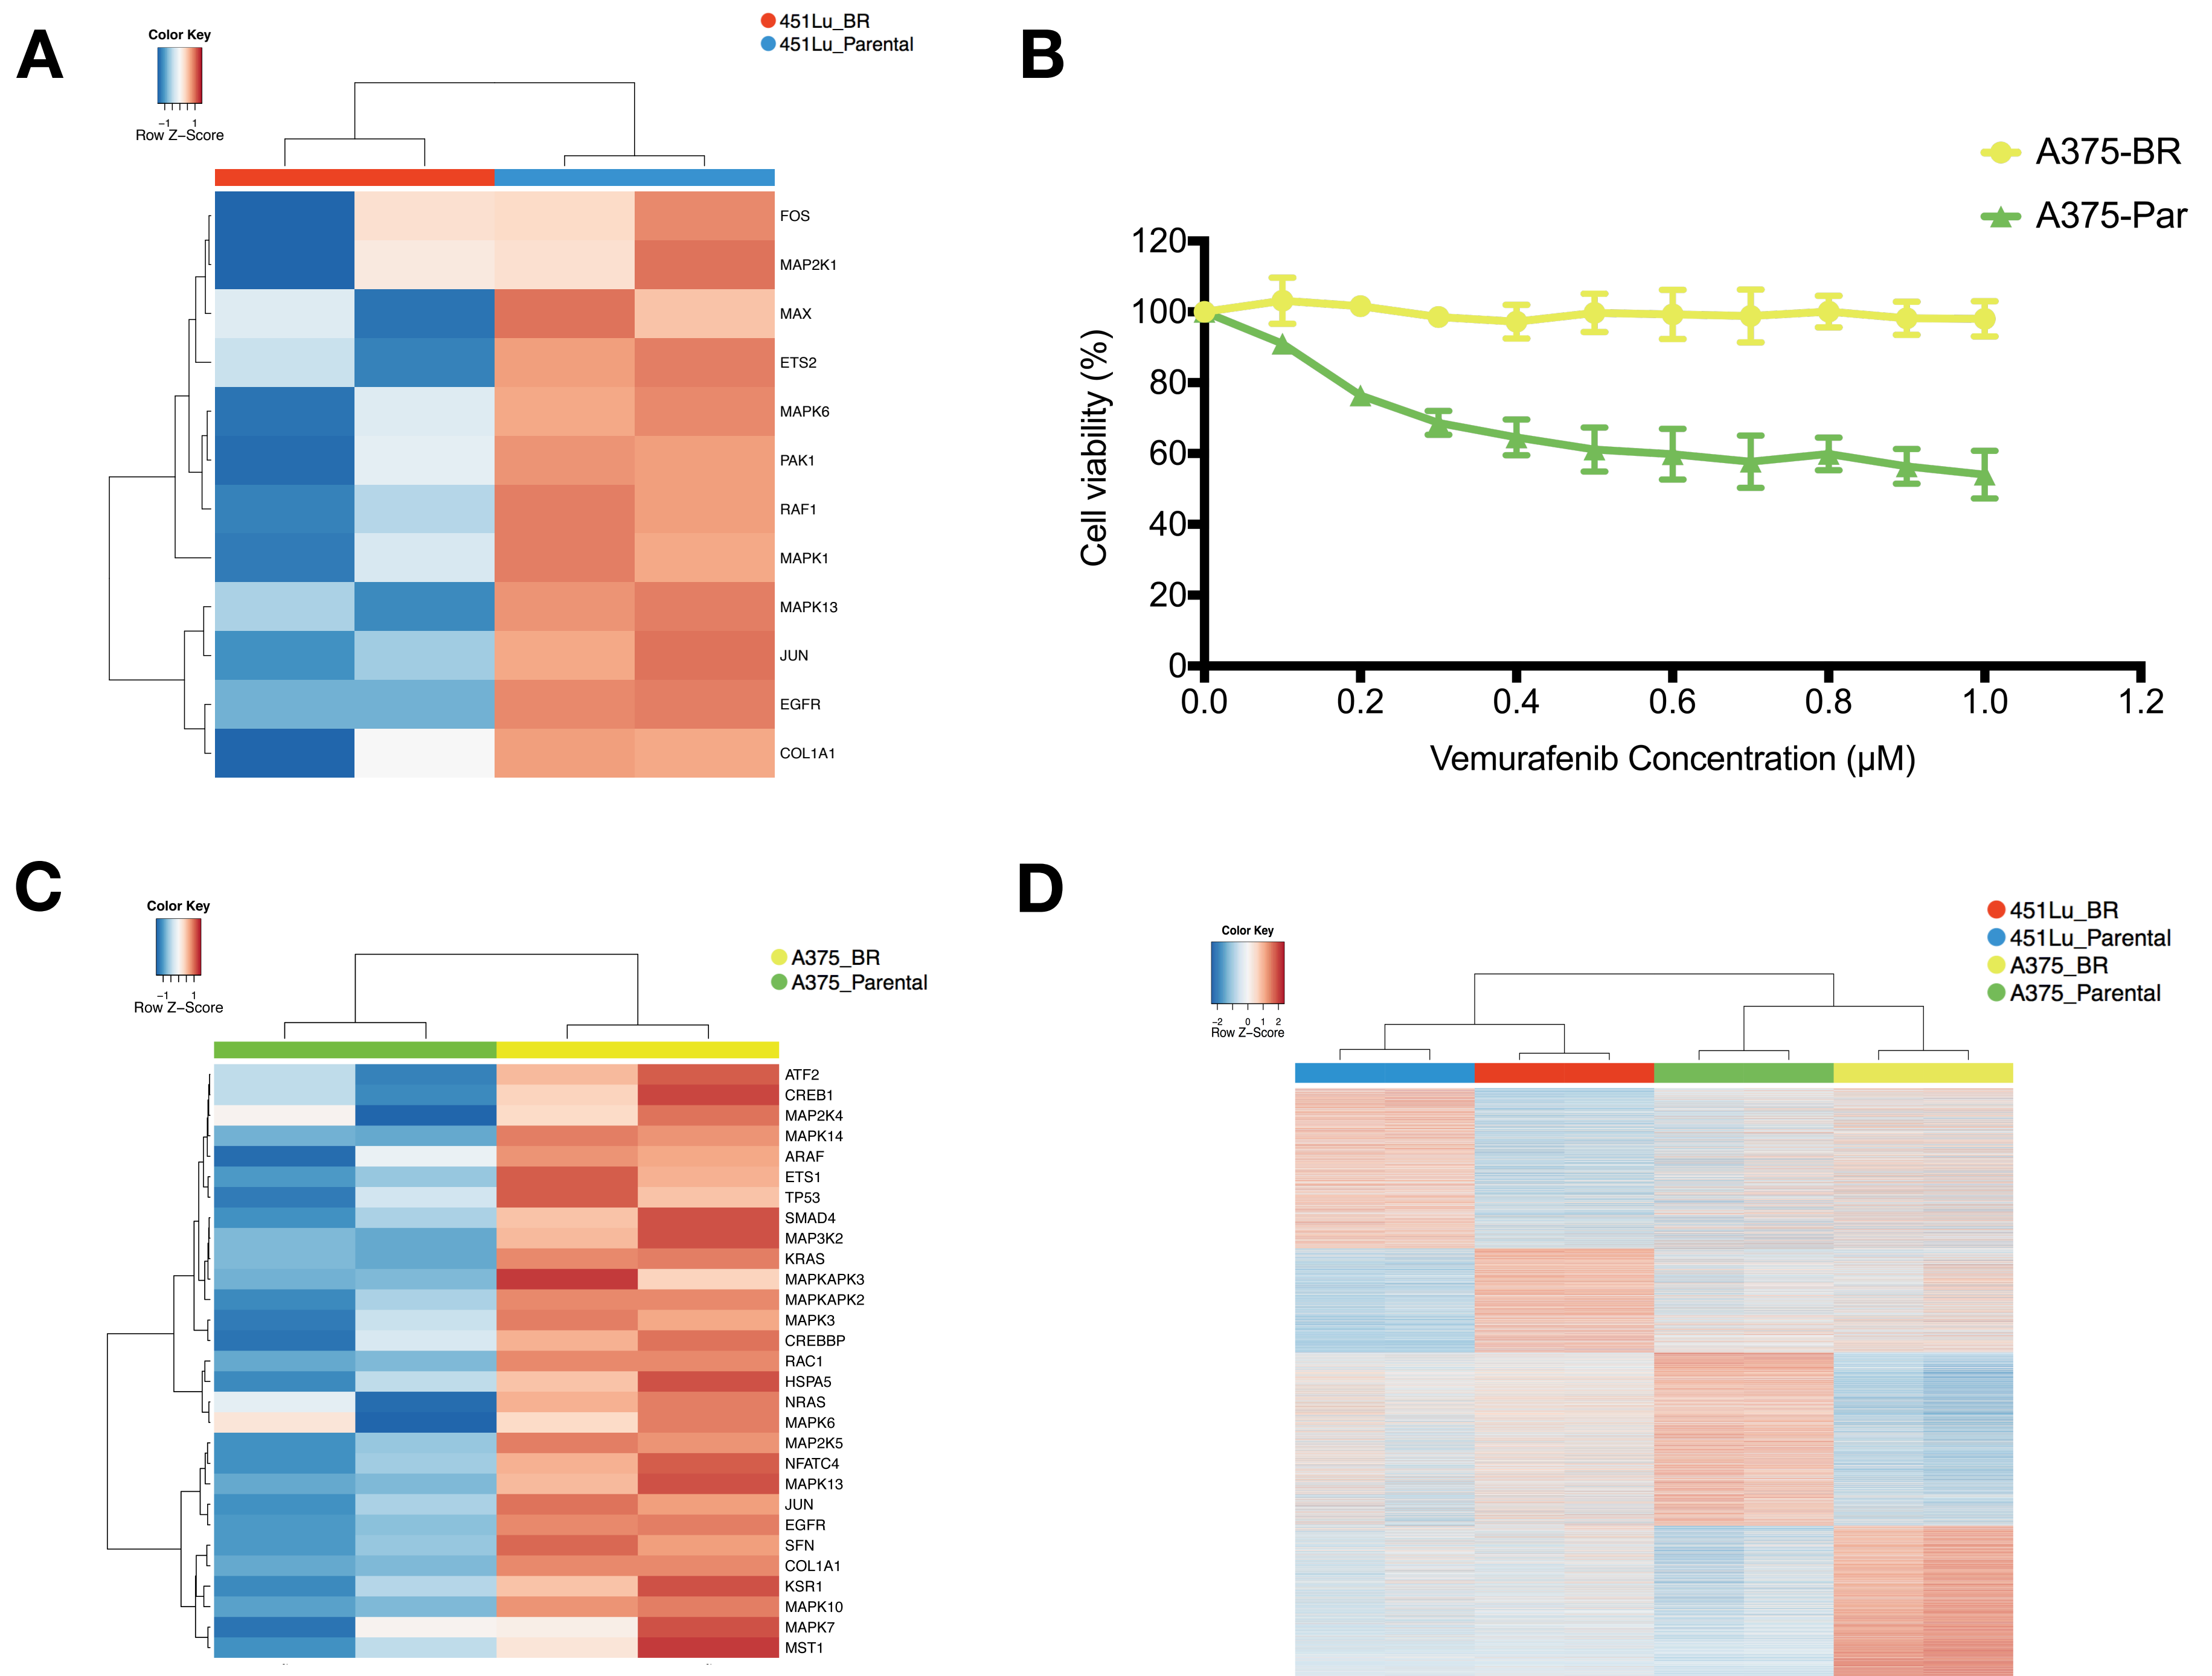 A
Color Key
−1 1
Row Z−Score
451Lu_BR
451Lu_Parental
FOS
MAP2K1
MAX
ETS2
MAPK6
PAK1
RAF1
MAPK1
MAPK13
JUN
EGFR
COL1A1
B
A375-BR
A375-Par
120
100
80
60
40
20
0
Cell viability (%)
0.0 0.2 0.4 0.6 0.8 1.0 1.2
Vemurafenib Concentration (µM)
C
Color Key
−1 1
Row Z−Score
A375_BR
A375_Parental
ATF2
CREB1
MAP2K4
MAPK14
ARAF
ETS1
TP53
SMAD4
MAP3K2
KRAS
MAPKAPK3
MAPKAPK2
MAPK3
CREBBP
RAC1
HSPA5
NRAS
MAPK6
MAP2K5
NFATC4
MAPK13
JUN
EGFR
SFN
COL1A1
KSR1
MAPK10
MAPK7
MST1
D
Color Key
−2 0 1 2
Row Z−Score
451Lu_BR
451Lu_Parental
A375_BR
A375_Parental